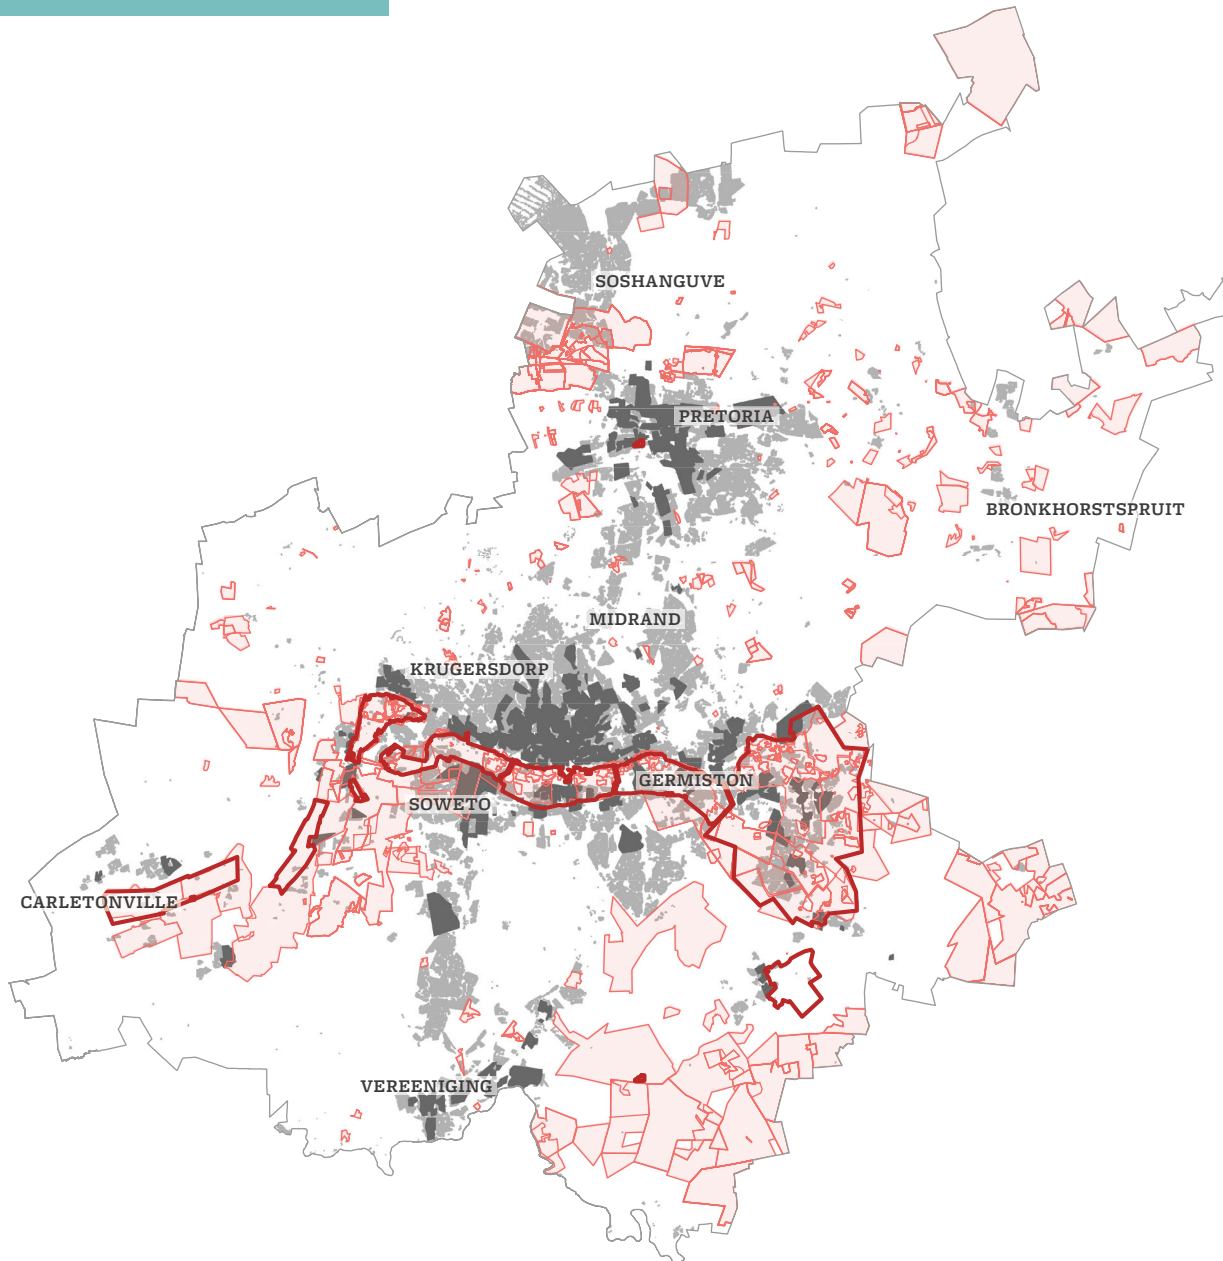 SOSHANGUVE
PRETORIA
BRONKHORSTSPRUIT
MIDRAND
KRUGERSDORP
GERMISTON
SOWETO
CARLETONVILLE
VEREENIGING